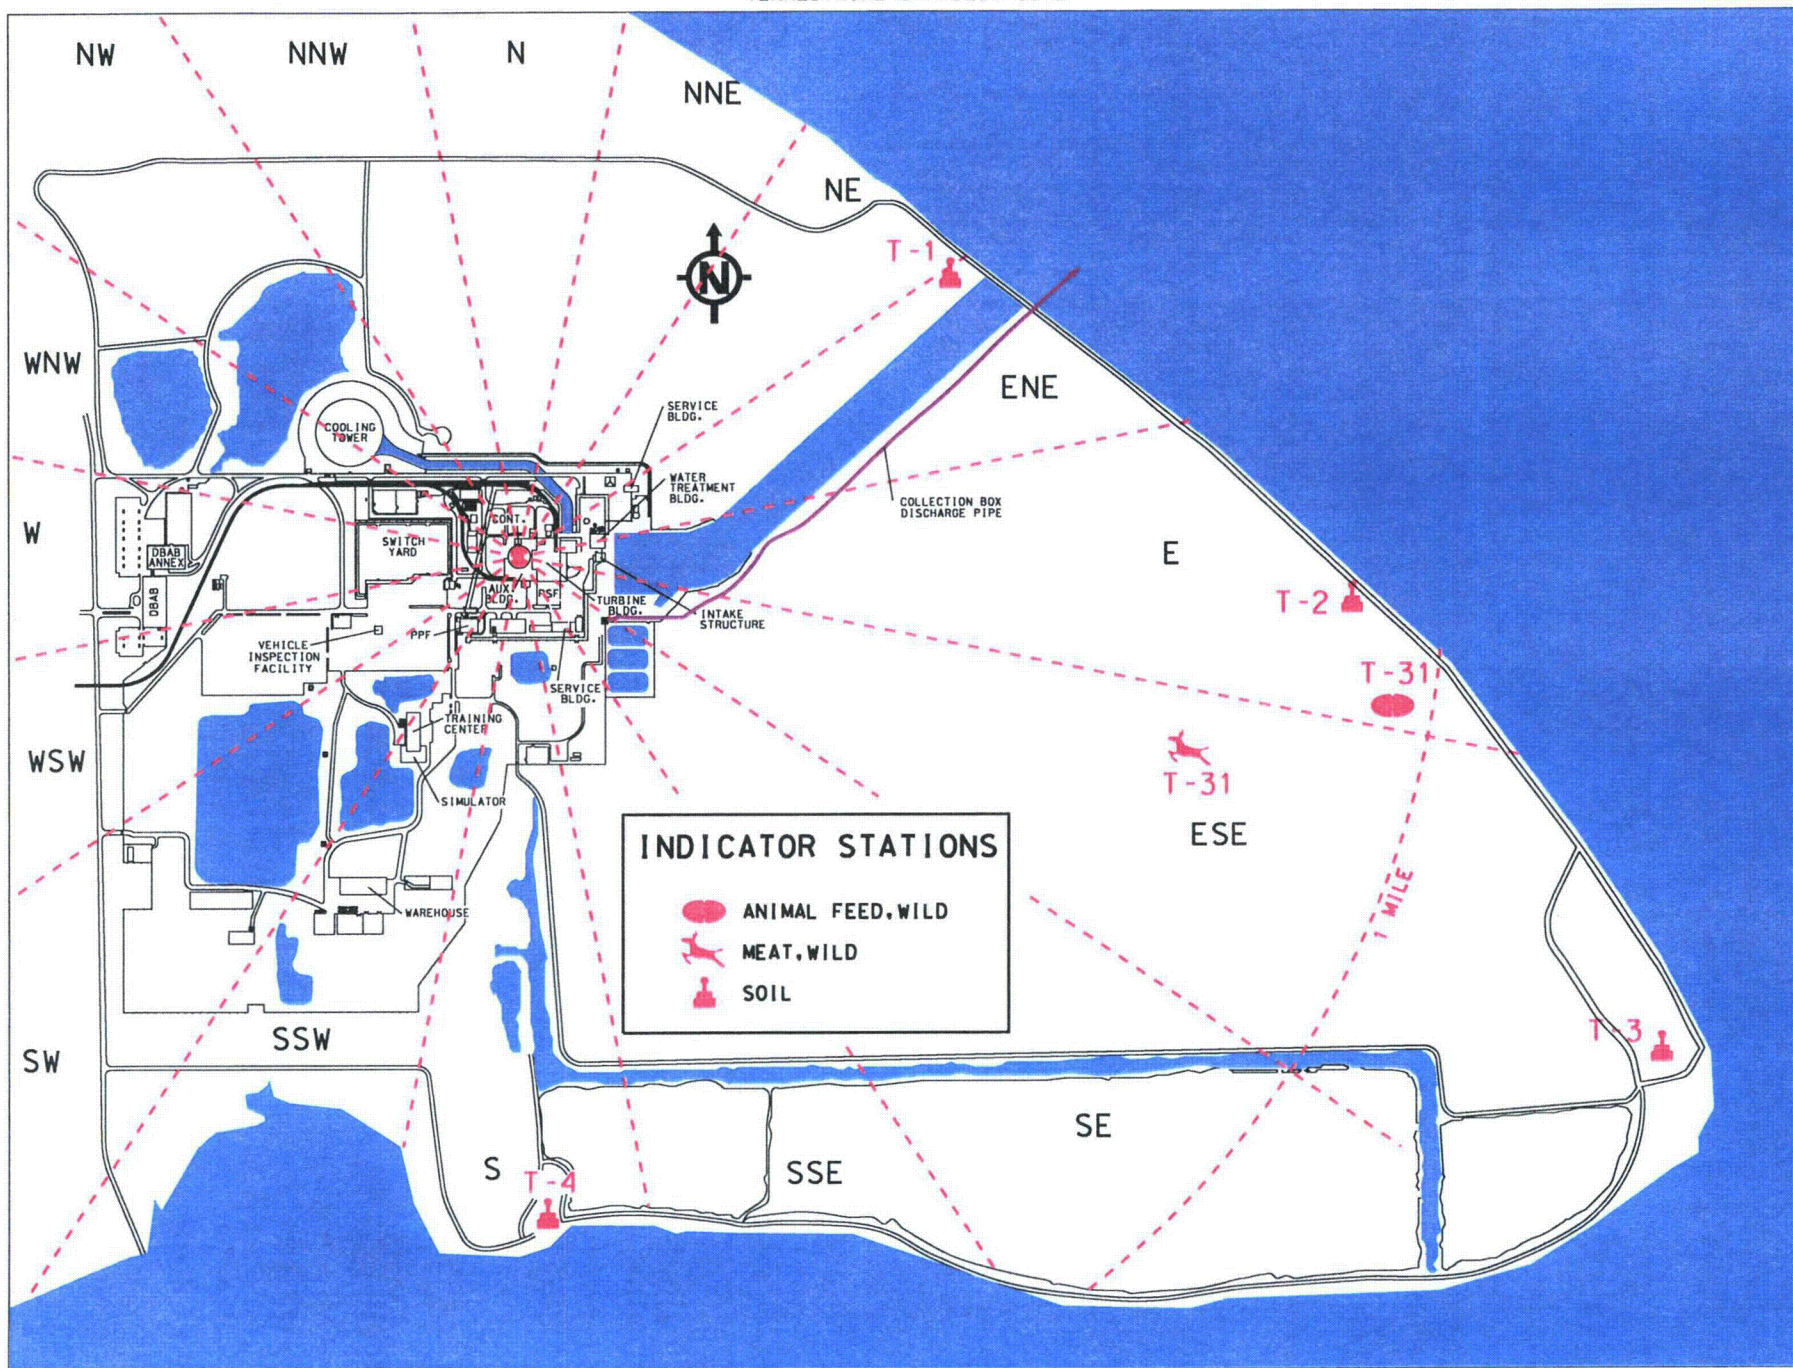 NW
NNW
N
NNE
NE
N
T-1
WNW
ENE
SERVICE
BLDG.
COOLING
TOWER
WATER
TREATMENT
BLDG.
COLLECTION BOX
DISCHARGE PIPE
W
CONT.
SWITCH
YARD
E
DBAB
ANNEX
DBAB
AUX.
BLDG.
TURBINE
BLDG.
INTAKE
STRUCTURE
T-2
PPF
VEHICLE
INSPECTION
FACILITY
T-31
SERVICE
BLDG.
TRAINING
CENTER
WSW
T-31
SIMULATOR
ESE
INDICATOR STATIONS
ANIMAL FEED,WILD
MEAT,WILD
SOIL
1 MILE
WAREHOUSE
SSW
SW
T-3
SE
S
SSE
T-4